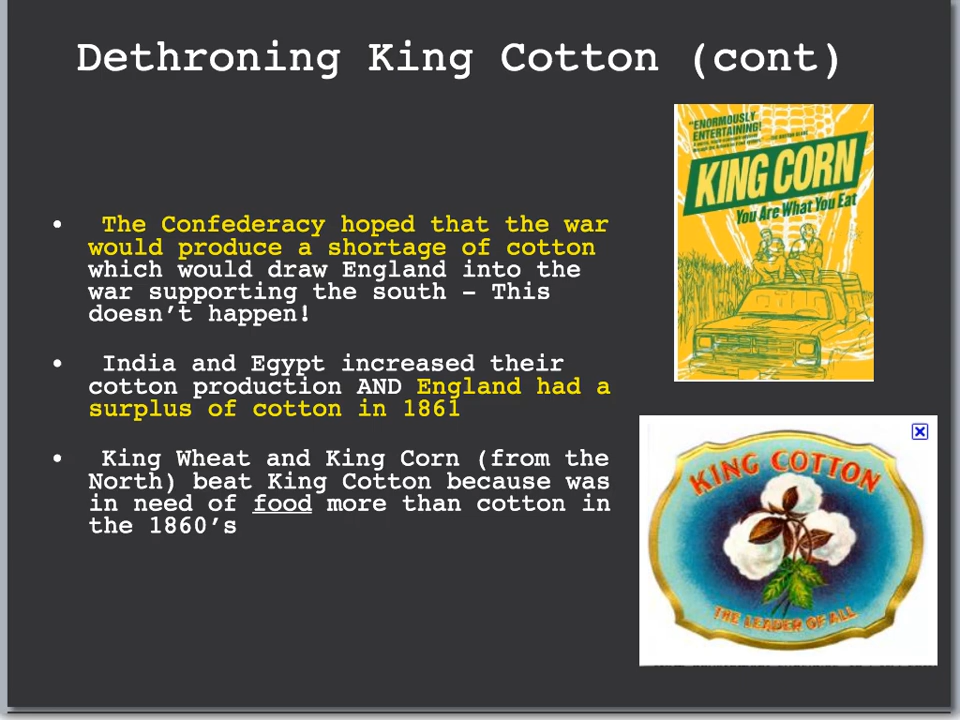 Dethroning King Cotton (cont)
• The Confederacy hoped that the war
would produce a shortage of cotton
which would draw England into the
war supporting the south – This
doesn't happen!
• India and Egypt increased their
cotton production AND England had a
surplus of cotton in 1861
• King Wheat and King Corn (from the
North) beat King Cotton because was
in need of food more than cotton in
the 1860's
"ENORMOUSLY
ENTERTAINING!
KING CORN
You Are What You Eat
KING COTTON
THE LEADER OF ALL